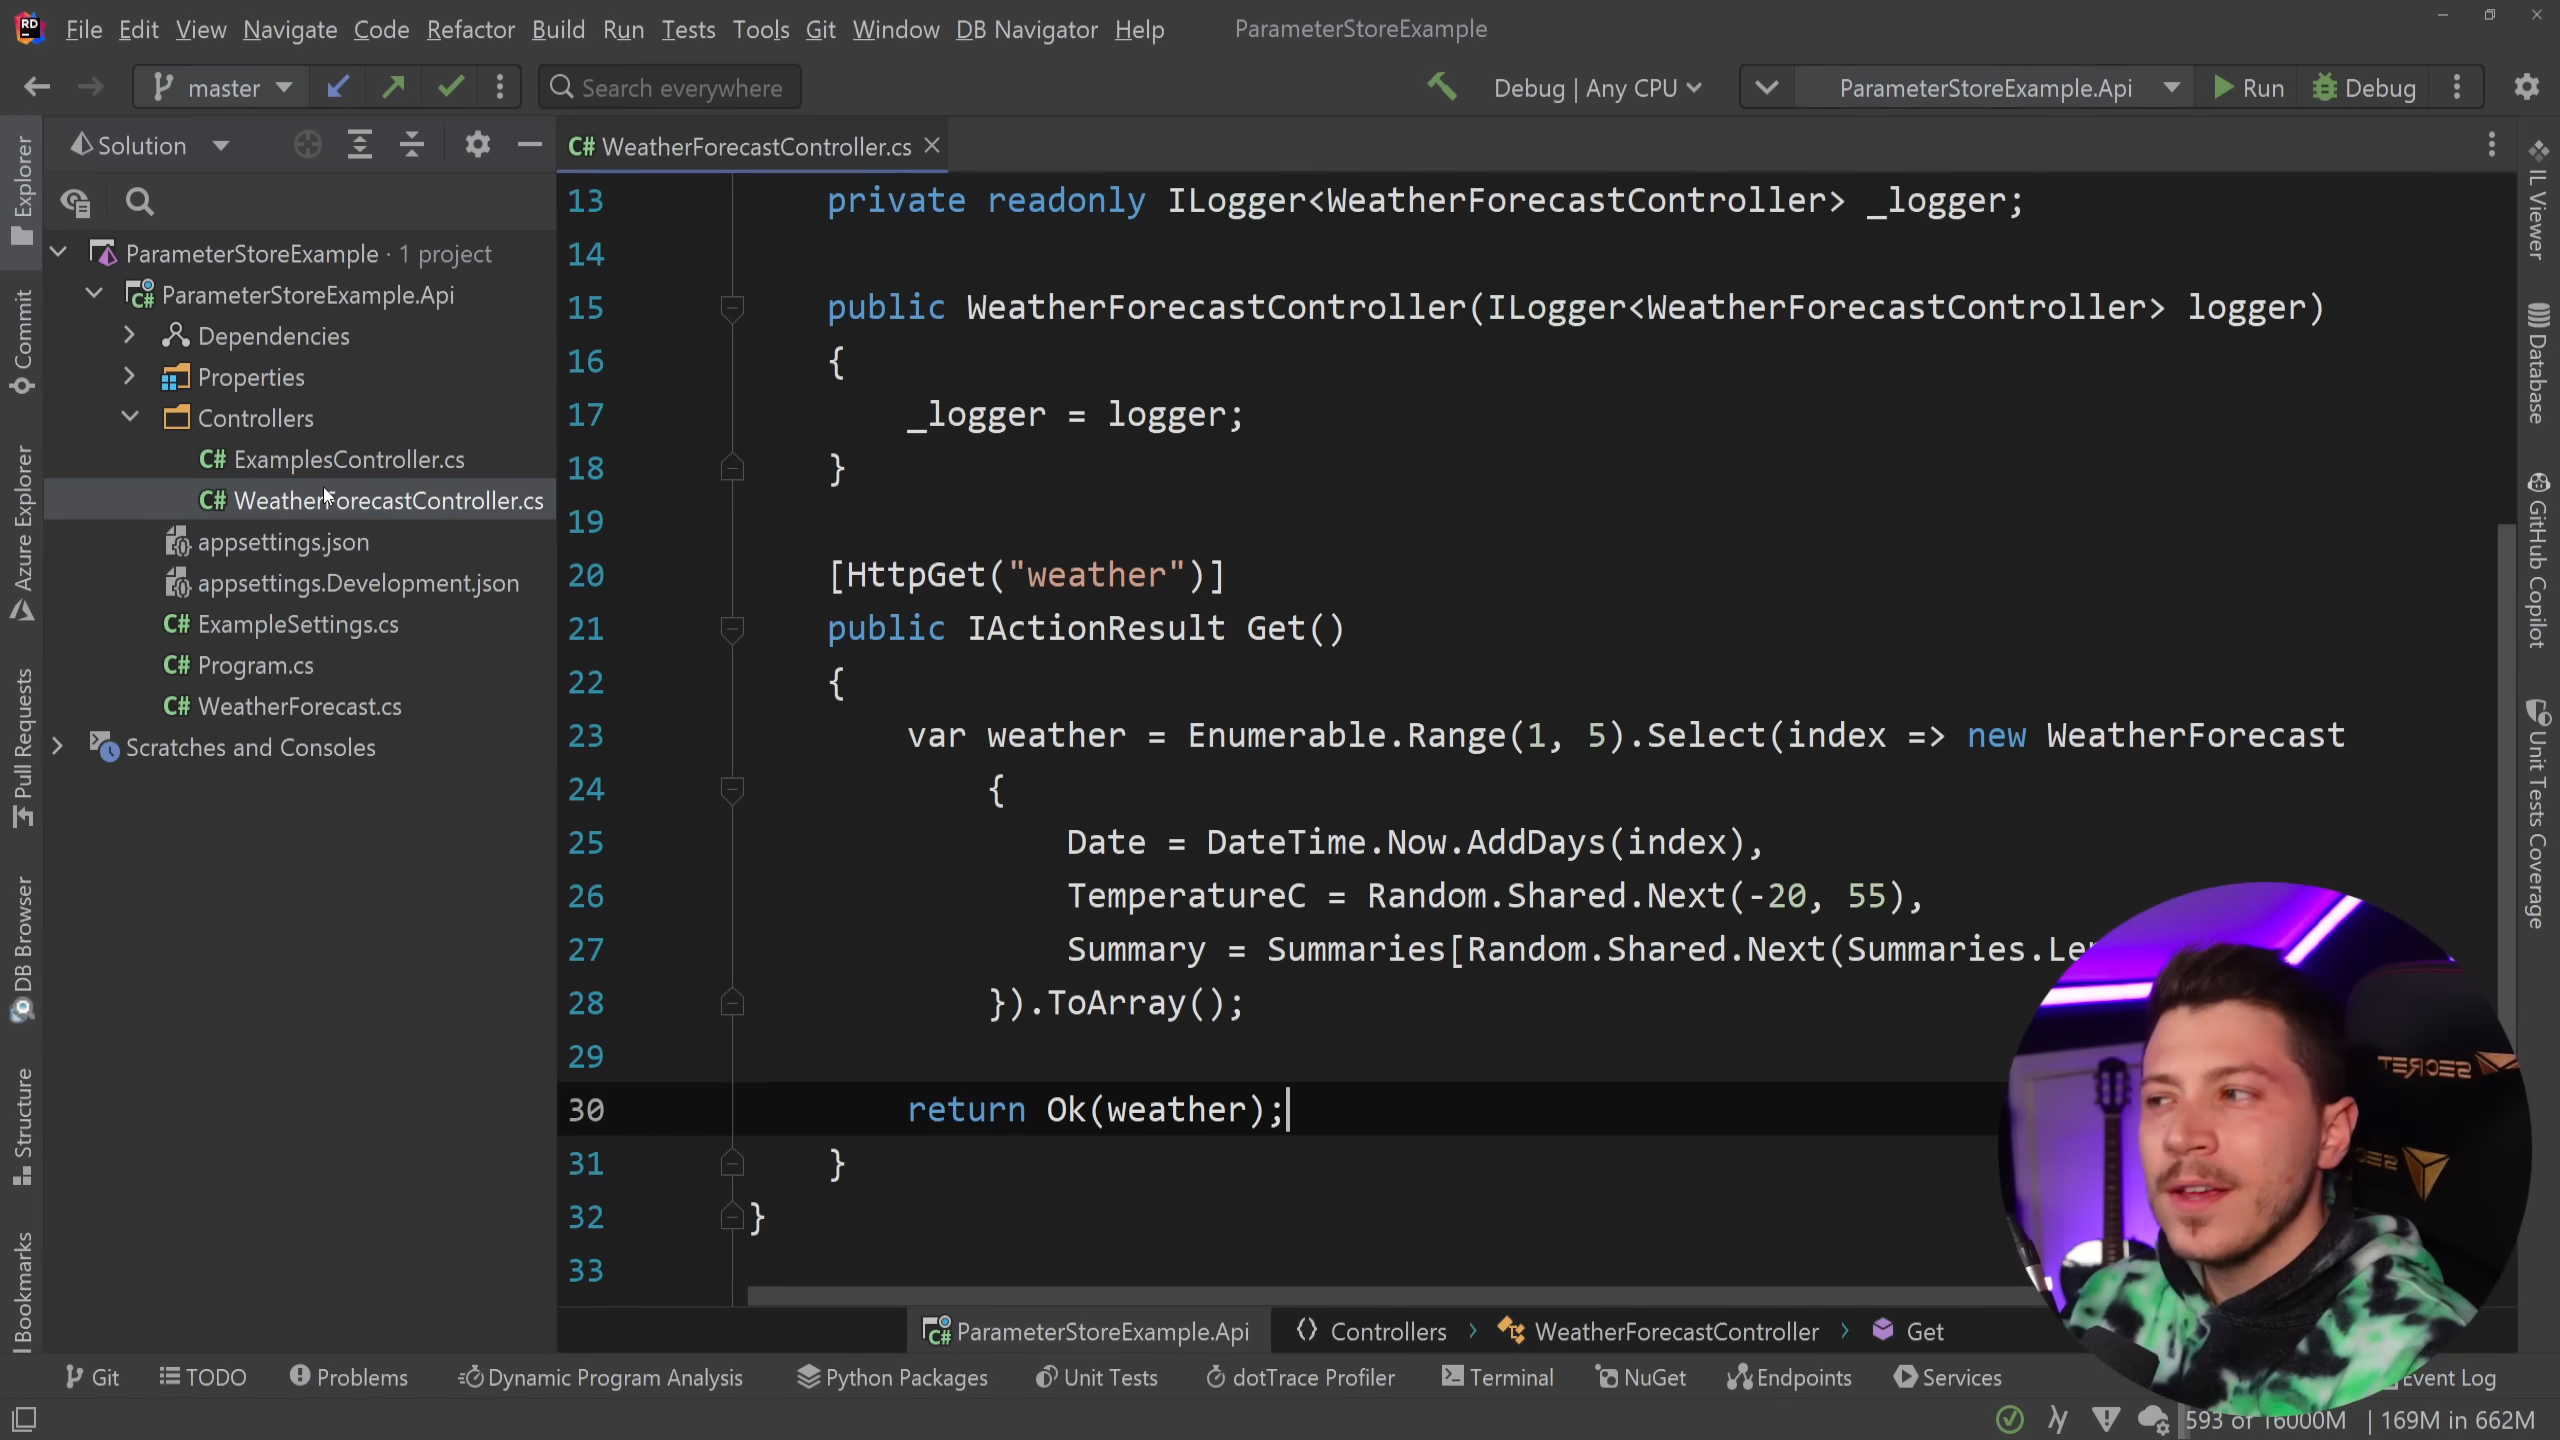 RD File Edit View Navigate Code Refactor Build Run Tests Tools Git Window DB Navigator Help ParameterStoreExample
master Search everywhere Debug | Any CPU ParameterStoreExample.Api Run Debug
Solution
C# WeatherForecastController.cs
ParameterStoreExample · 1 project
C# ParameterStoreExample.Api
Dependencies
Properties
Controllers
C# ExamplesController.cs
C# WeatherForecastController.cs
appsettings.json
appsettings.Development.json
C# ExampleSettings.cs
C# Program.cs
C# WeatherForecast.cs
Scratches and Consoles
Explorer
Commit
Azure Explorer
Pull Requests
DB Browser
Structure
Bookmarks
13 private readonly ILogger<WeatherForecastController> _logger;
14
15 public WeatherForecastController(ILogger<WeatherForecastController> logger)
16 {
17 _logger = logger;
18 }
19
20 [HttpGet("weather")]
21 public IActionResult Get()
22 {
23 var weather = Enumerable.Range(1, 5).Select(index => new WeatherForecast
24 {
25 Date = DateTime.Now.AddDays(index),
26 TemperatureC = Random.Shared.Next(-20, 55),
27 Summary = Summaries[Random.Shared.Next(Summaries.
28 }).ToArray();
29
30 return Ok(weather);
31 }
32 }
33
IL Viewer
Database
GitHub Copilot
Unit Tests Coverage
SECRET
C# ParameterStoreExample.Api Controllers WeatherForecastController Get
Git TODO Problems Dynamic Program Analysis Python Packages Unit Tests dotTrace Profiler Terminal NuGet Endpoints Services Event Log
593 of 16000M 169M in 662M